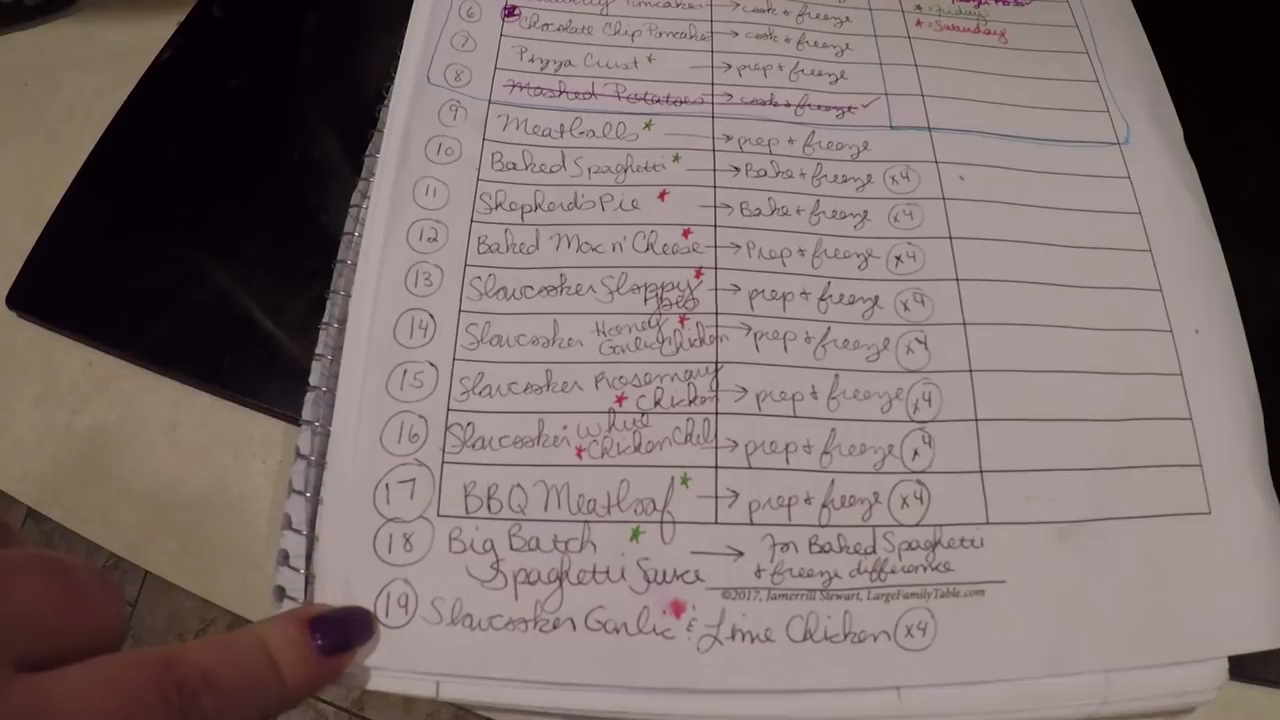 Pancakes → cook & freeze
* = Friday
6 Chocolate Chip Pancake → cook & freeze
* = Saturday
7 Pizza Crust * → prep & freeze
8 Mashed Potatoes → cook & freeze ✓
9 Meatballs * → prep & freeze
10 Baked Spaghetti * → Bake & freeze x4
11 Shepherd's Pie * → Bake & freeze x4
12 Baked Mac n' Cheese * → Prep & freeze x4
13 Slowcooker Sloppy Joes * → prep & freeze x4
14 Slowcooker Honey Garlic Chicken * → prep & freeze x4
15 Slowcooker Rosemary * Chicken → prep & freeze x4
16 Slowcooker White * Chicken Chili → prep & freeze x4
17 BBQ Meatloaf * → prep & freeze x4
18 Big Batch * Spaghetti Sauce → for Baked Spaghetti & freeze difference
©2017, Jamerrill Stewart, LargeFamilyTable.com
19 Slowcooker Garlic * & Lime Chicken x4